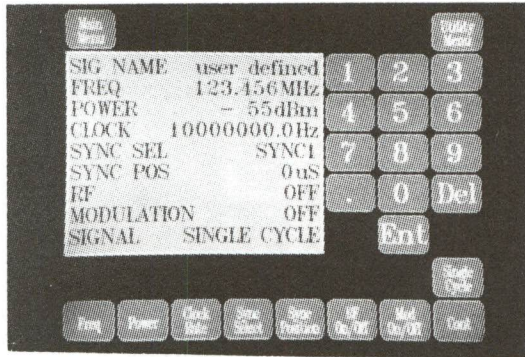 Main Menu
Utility Menu
SIG NAME user defined
FREQ 123.456MHz
POWER - 55dBm
CLOCK 10000000.0Hz
SYNC SEL SYNC1
SYNC POS 0uS
RF OFF
MODULATION OFF
SIGNAL SINGLE CYCLE
1 2 3
4 5 6
7 8 9
. 0 Del
Ent
Single Cycle
Freq
Power
Clock Rate
Sync Select
Sync Position
RF On/Off
Mod On/Off
Cont